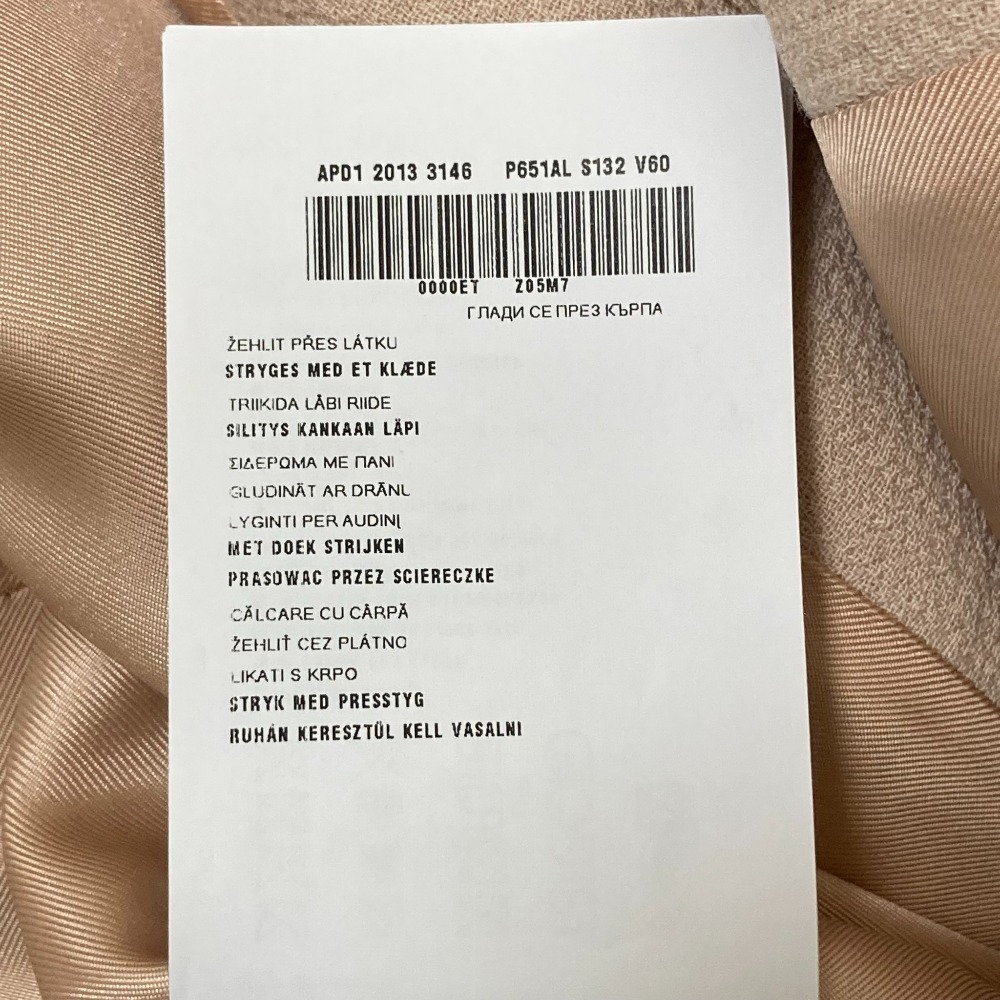 APD1 2013 3146 P651AL S132 V60
0000ET Z05M7
ГЛАДИ СЕ ПРЕЗ КЪРПА
ŽEHLIT PŘES LÁTKU
STRYGES MED ET KLÆDE
TRIIKIDA LÅBI RIIDE
SILITYS KANKAAN LÄPI
ΣΙΔΕΡΩΜΑ ΜΕ ΠΑΝΙ
GLUDINĀT AR DRĀNU
LYGINTI PER AUDINĮ
MET DOEK STRIJKEN
PRASOWAC PRZEZ SCIERECZKE
CĂLCARE CU CÂRPĂ
ŽEHLIŤ CEZ PLÁTNO
LIKATI S KRPO
STRYK MED PRESSTYG
RUHÁN KERESZTÜL KELL VASALNI